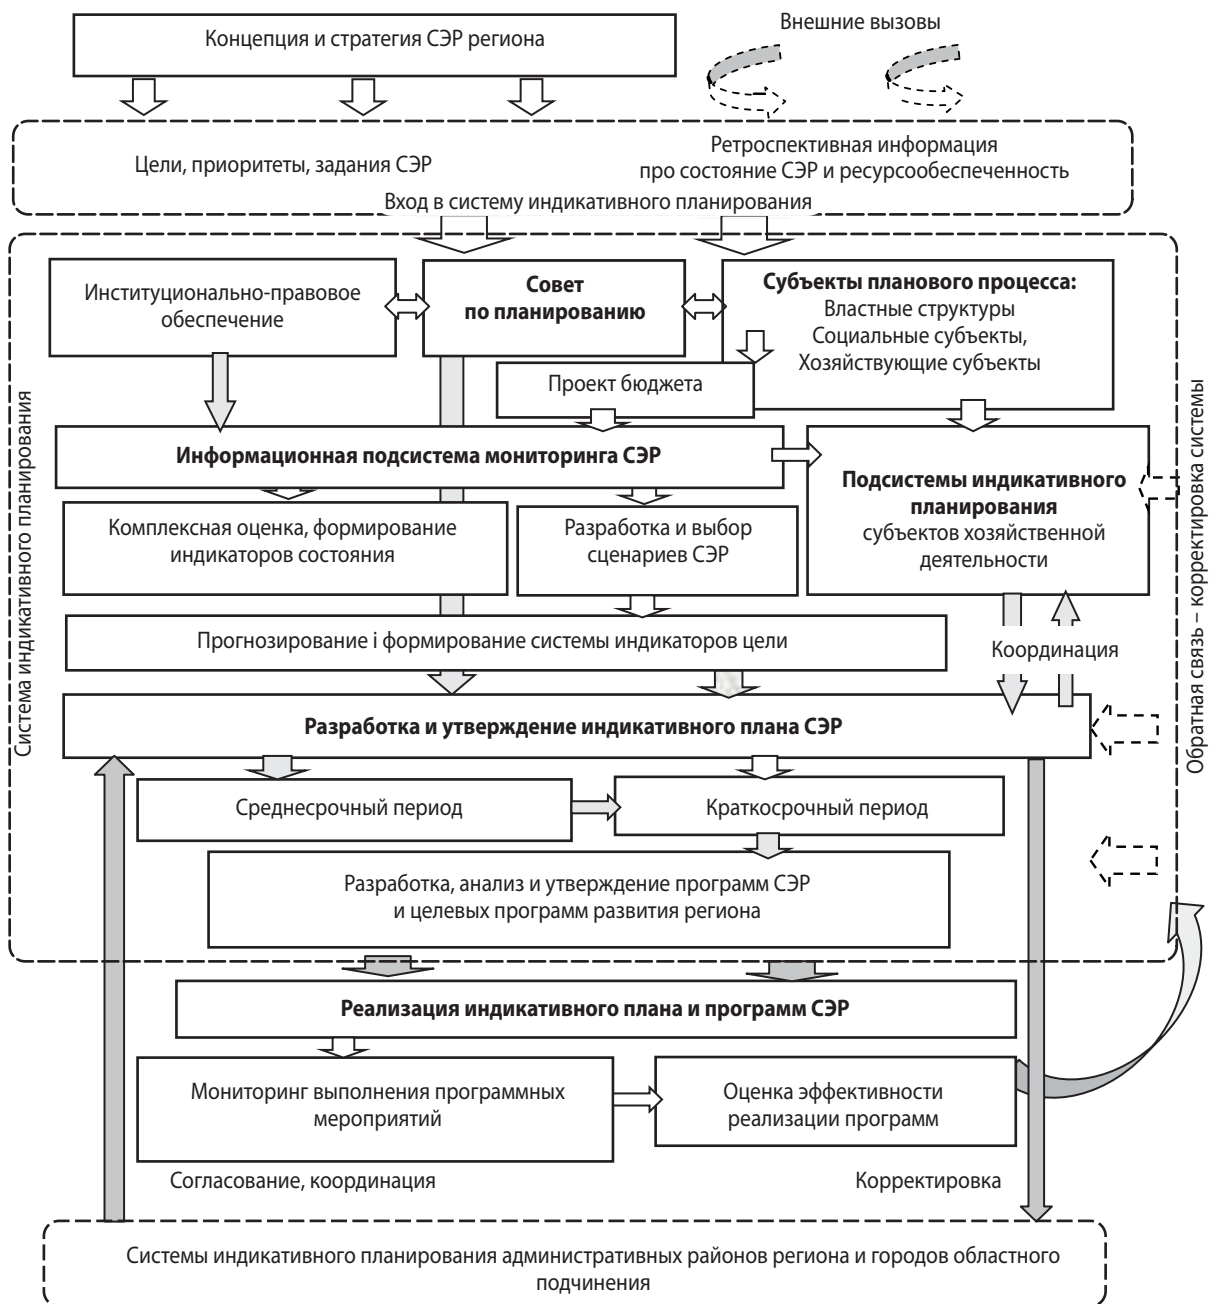 Концепция и стратегия СЭР региона
Внешние вызовы
Цели, приоритеты, задания СЭР
Ретроспективная информация
про состояние СЭР и ресурсообеспеченность
Вход в систему индикативного планирования
Система индикативного планирования
Институционально-правовое
обеспечение
Совет
по планированию
Субъекты планового процесса:
Властные структуры
Социальные субъекты,
Хозяйствующие субъекты
Проект бюджета
Информационная подсистема мониторинга СЭР
Подсистемы индикативного
планирования
субъектов хозяйственной
деятельности
Комплексная оценка, формирование
индикаторов состояния
Разработка и выбор
сценариев СЭР
Прогнозирование і формирование системы индикаторов цели
Координация
Обратная связь – корректировка системы
Разработка и утверждение индикативного плана СЭР
Среднесрочный период
Краткосрочный период
Разработка, анализ и утверждение программ СЭР
и целевых программ развития региона
Реализация индикативного плана и программ СЭР
Мониторинг выполнения программных
мероприятий
Оценка эффективности
реализации программ
Согласование, координация
Корректировка
Системы индикативного планирования административных районов региона и городов областного
подчинения